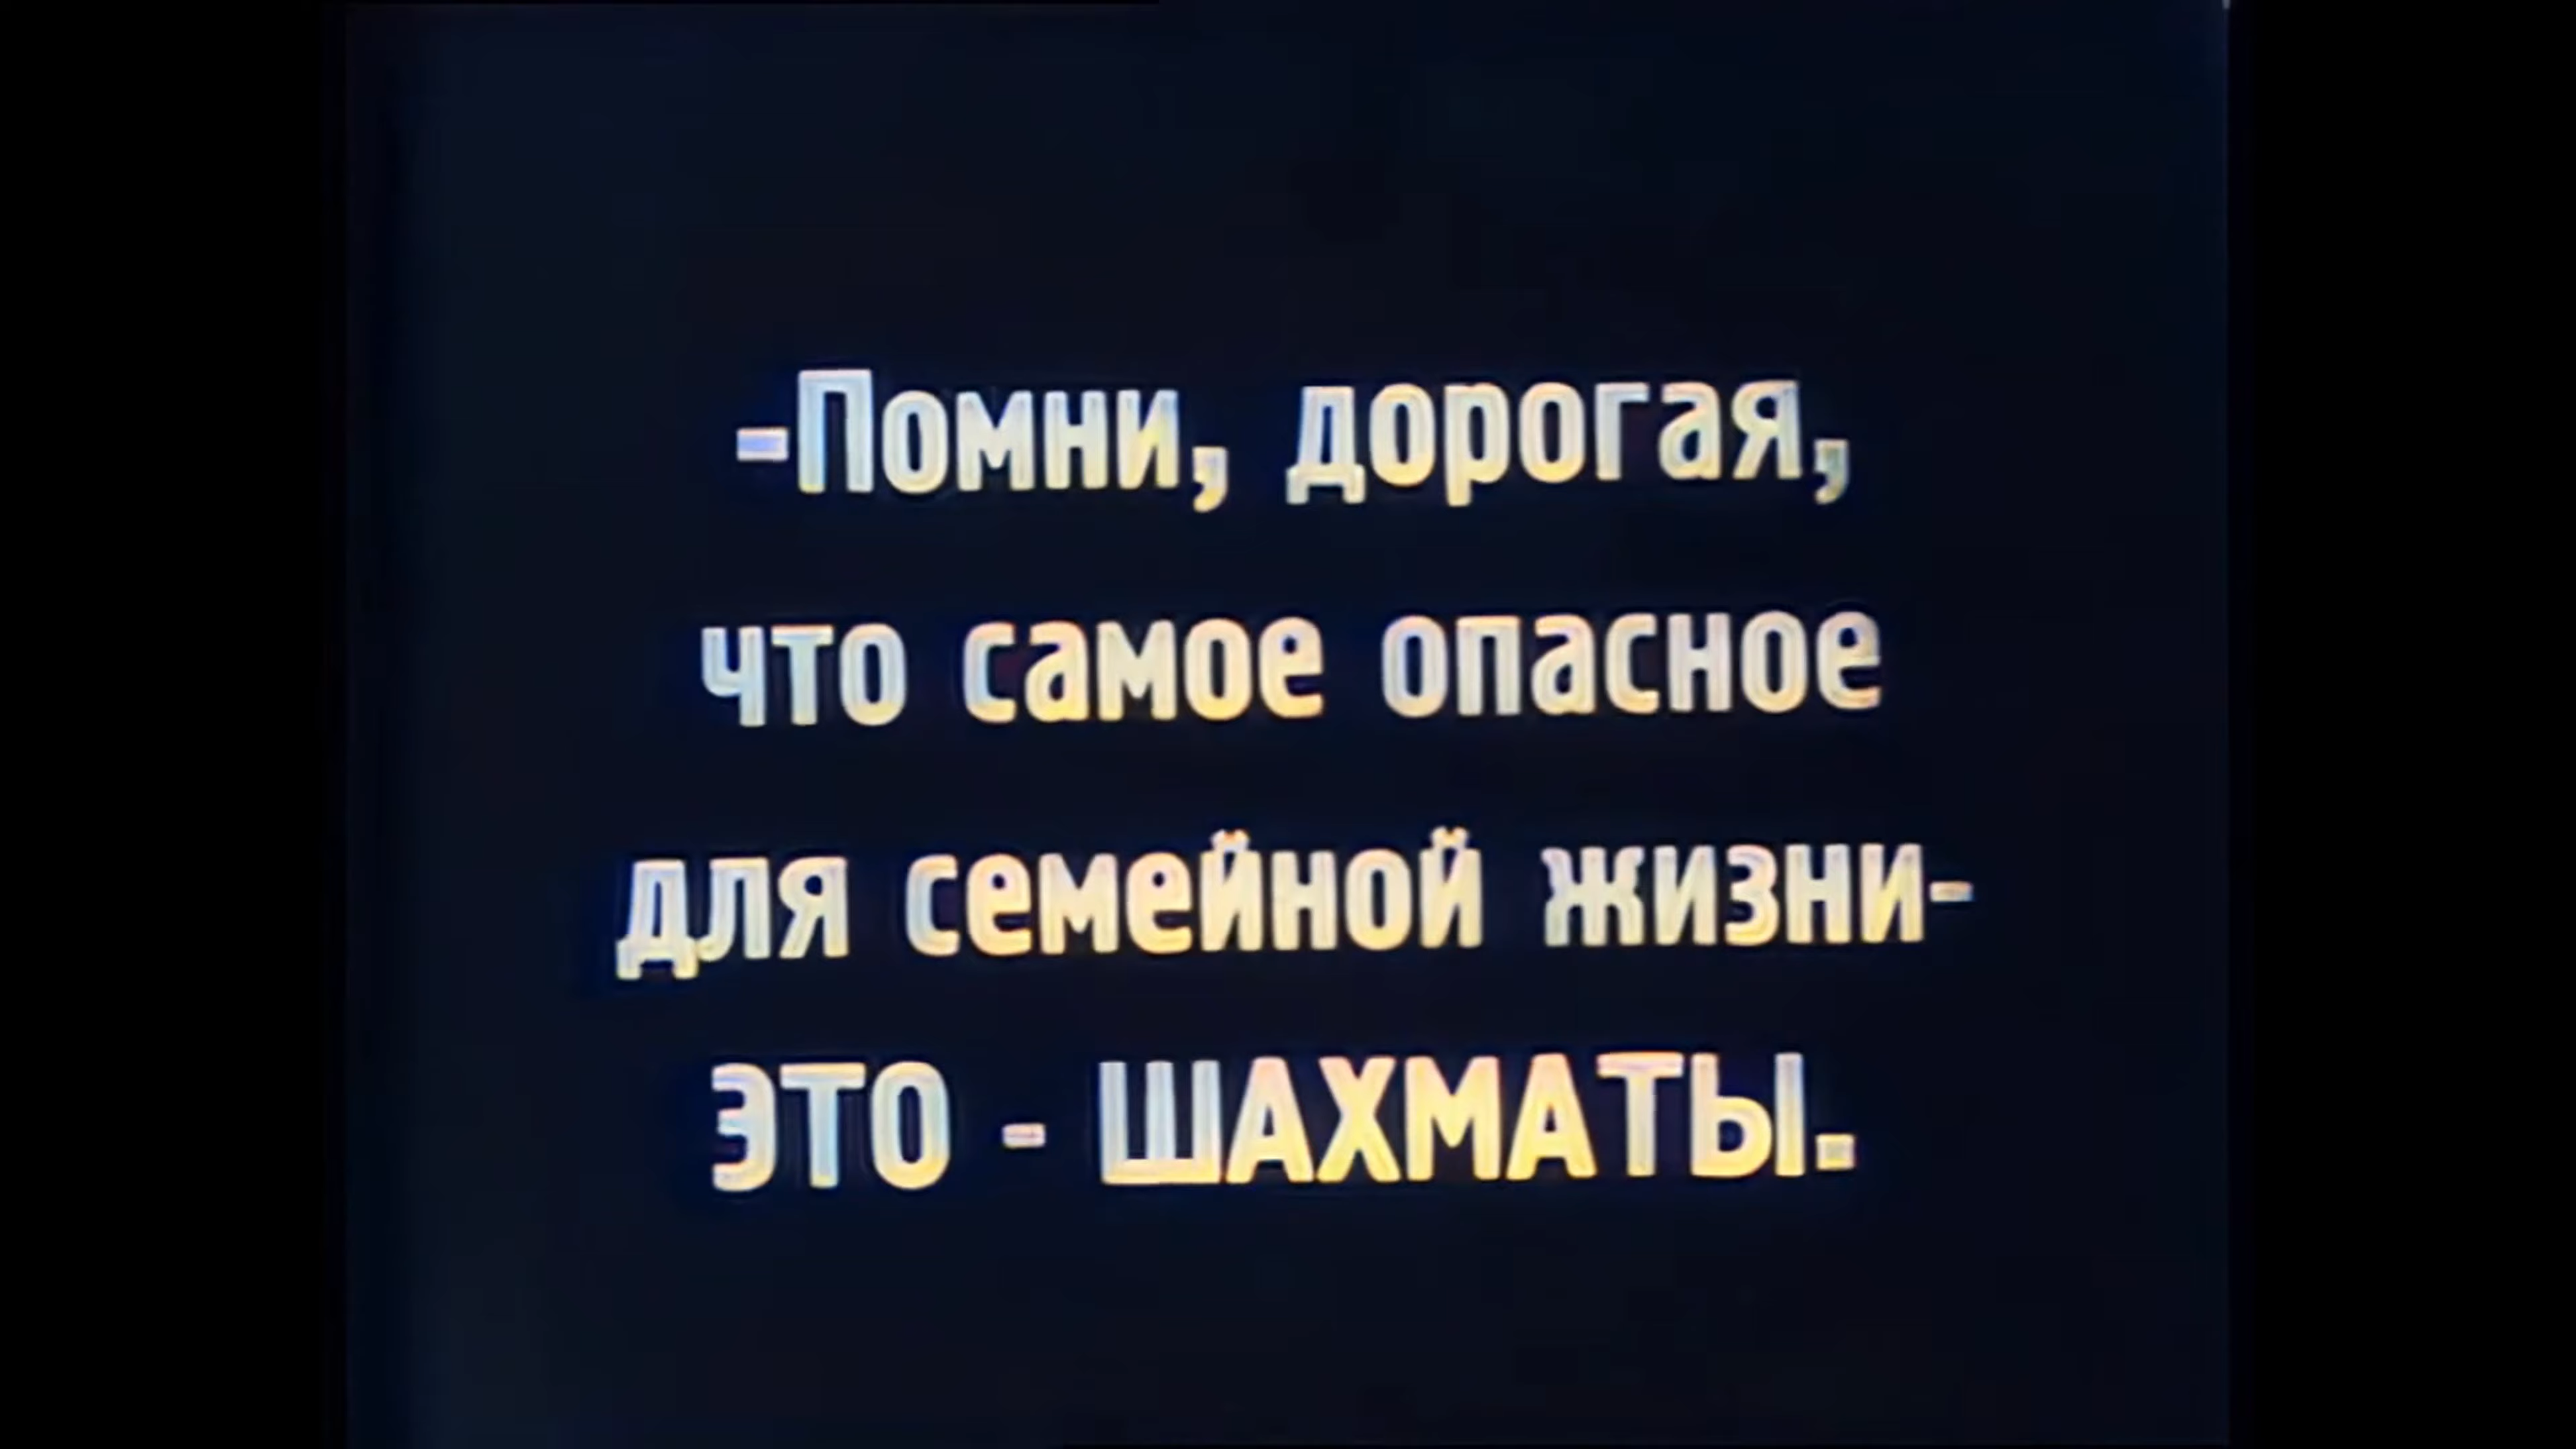 -Помни, дорогая,
что самое опасное
для семейной жизни-
ЭТО - ШАХМАТЫ.